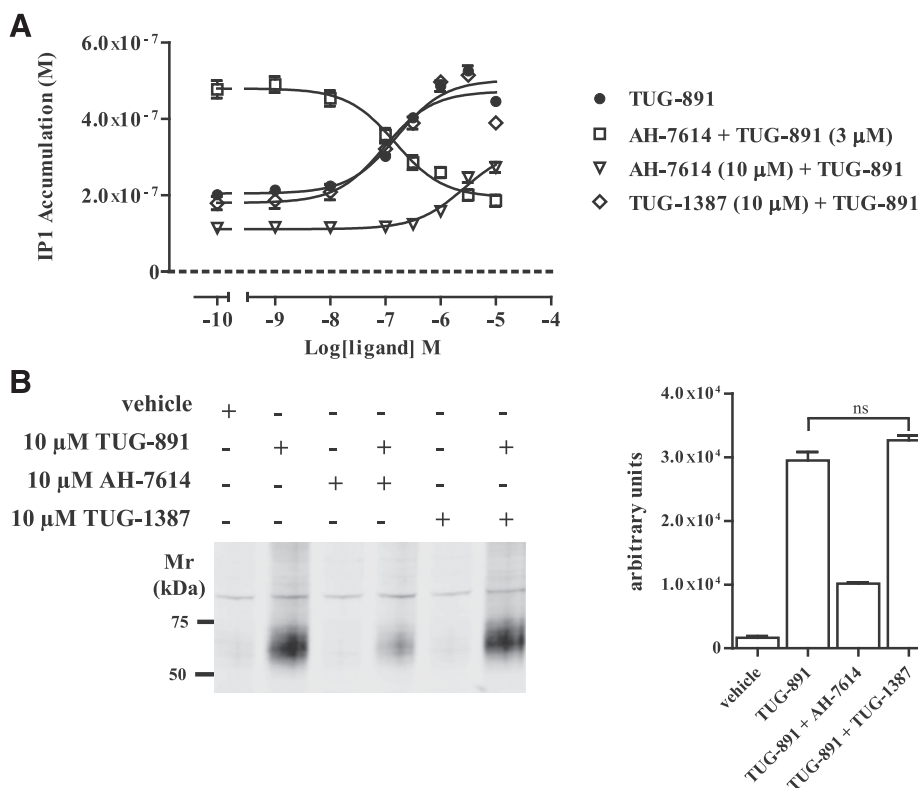 A
6.0x10-7
4.0x10-7
2.0x10-7
0
IP1 Accumulation (M)
-10 -9 -8 -7 -6 -5 -4
Log[ligand] M
TUG-891
AH-7614 + TUG-891 (3 μM)
AH-7614 (10 μM) + TUG-891
TUG-1387 (10 μM) + TUG-891
B
vehicle + - - - - -
10 μM TUG-891 - + - + - +
10 μM AH-7614 - - + + - -
10 μM TUG-1387 - - - - + +
Mr
(kDa)
75
50
4.0x10⁴
3.0x10⁴
2.0x10⁴
1.0x10⁴
0
arbitrary units
ns
vehicle
TUG-891
TUG-891 + AH-7614
TUG-891 + TUG-1387